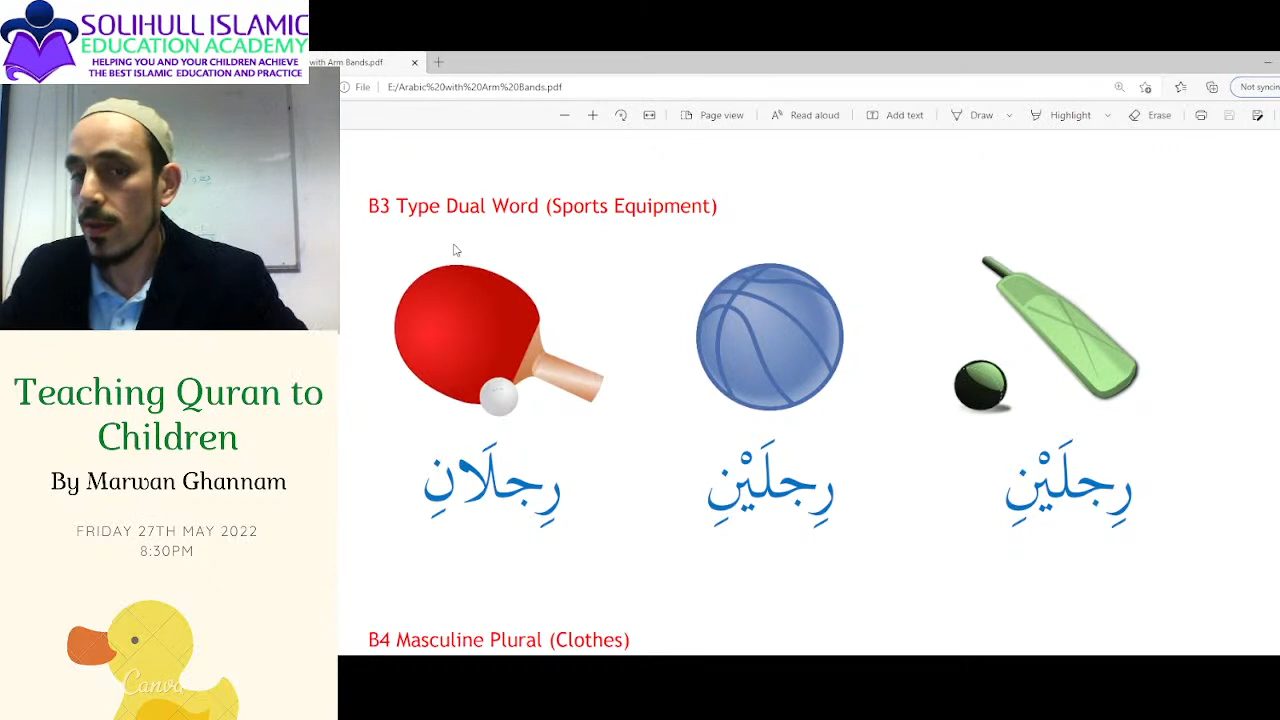 SOLIHULL ISLAMIC
EDUCATION ACADEMY
HELPING YOU AND YOUR CHILDREN ACHIEVE
THE BEST ISLAMIC EDUCATION AND PRACTICE
with Arm Bands.pdf
File
E:/Arabic%20with%20Arm%20Bands.pdf
Not syncin
Page view
Read aloud
Add text
Draw
Highlight
Erase
B3 Type Dual Word (Sports Equipment)
رِجلَانِ
رِجلَيْنِ
رِجلَيْنِ
B4 Masculine Plural (Clothes)
Teaching Quran to
Children
By Marwan Ghannam
FRIDAY 27TH MAY 2022
8:30PM
Canva